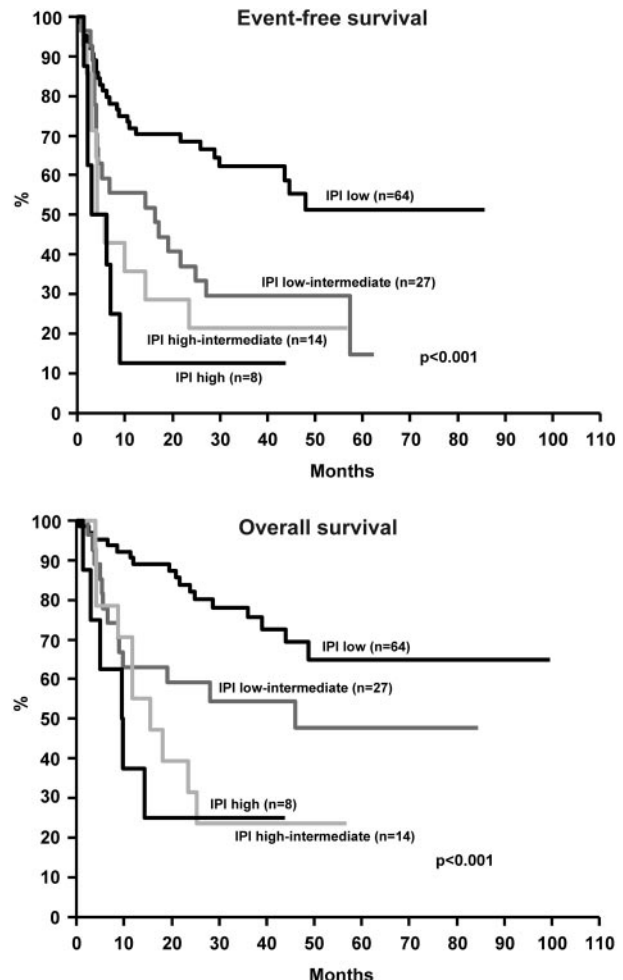 Event-free survival
100
90
80
70
60
50
40
30
20
10
0
%
IPI low (n=64)
IPI low-intermediate (n=27)
IPI high-intermediate (n=14)
p<0.001
IPI high (n=8)
0 10 20 30 40 50 60 70 80 90 100 110
Months
Overall survival
100
90
80
70
60
50
40
30
20
10
0
%
IPI low (n=64)
IPI low-intermediate (n=27)
IPI high (n=8)
IPI high-intermediate (n=14)
p<0.001
0 10 20 30 40 50 60 70 80 90 100 110
Months